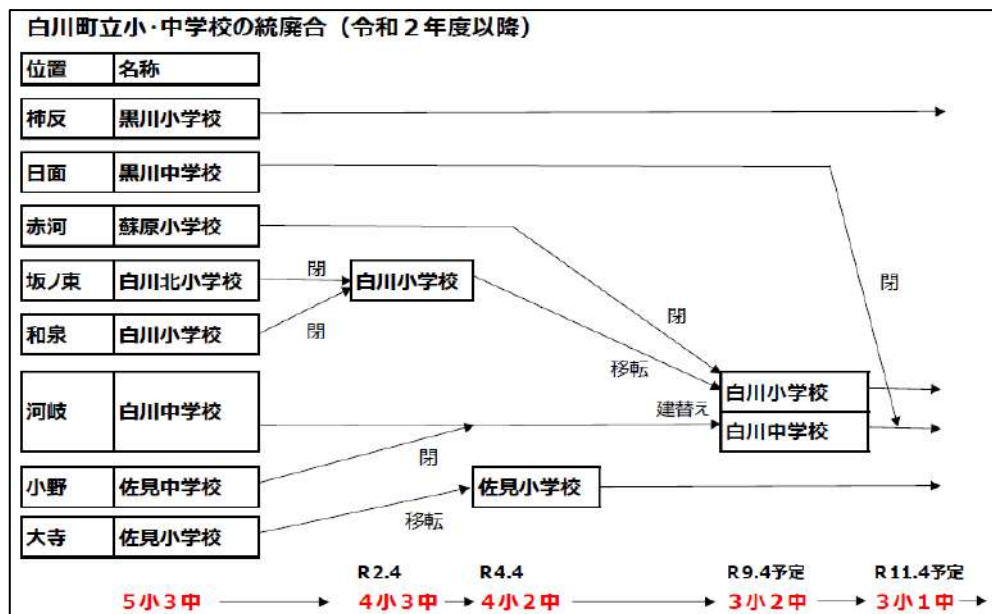 白川町立小･中学校の統廃合（令和２年度以降）
位置 名称
柿反 黒川小学校
日面 黒川中学校
赤河 蘇原小学校
坂ノ東 白川北小学校 閉 白川小学校 閉
和泉 白川小学校 閉 閉
移転
河岐 白川中学校 建替え 白川小学校
白川中学校
小野 佐見中学校 閉 佐見小学校
大寺 佐見小学校 移転
R2.4 R4.4 R9.4予定 R11.4予定
５小３中 ４小３中 ４小２中 ３小２中 ３小１中